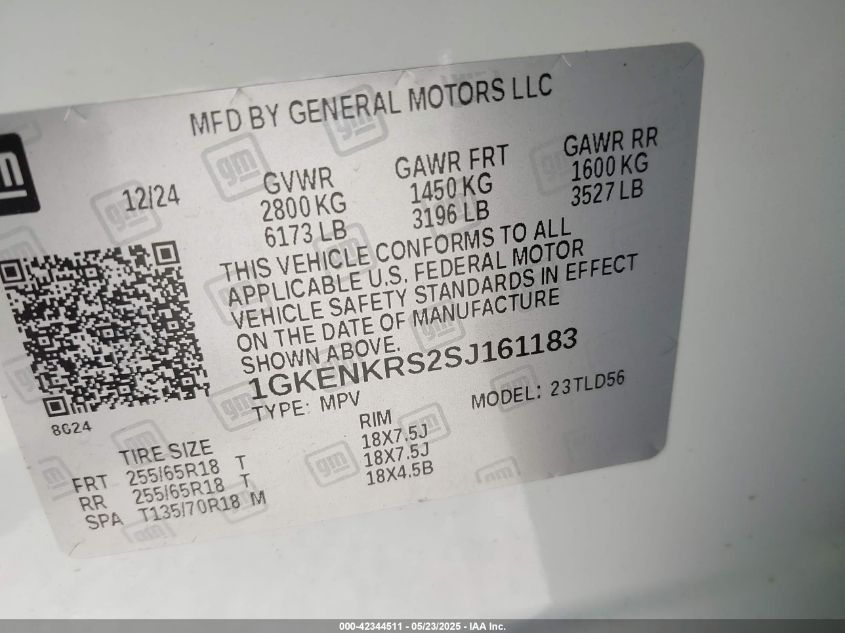 MFD BY GENERAL MOTORS LLC
gm
12/24
GVWR
2800 KG
6173 LB
GAWR FRT
1450 KG
3196 LB
GAWR RR
1600 KG
3527 LB
THIS VEHICLE CONFORMS TO ALL
APPLICABLE U.S. FEDERAL MOTOR
VEHICLE SAFETY STANDARDS IN EFFECT
ON THE DATE OF MANUFACTURE
SHOWN ABOVE.
1GKENKRS2SJ161183
TYPE: MPV
MODEL: 23TLD56
8G24
TIRE SIZE
RIM
FRT 255/65R18 T 18X7.5J
RR 255/65R18 T 18X7.5J
SPA T135/70R18 M 18X4.5B
000-42344511 - 05/23/2025 - IAA Inc.